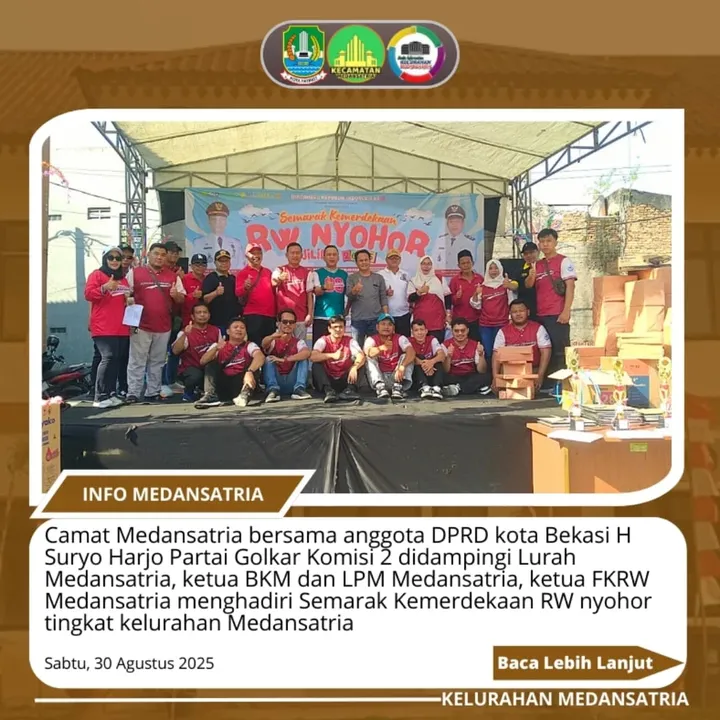 KECAMATAN
MEDANSATRIA
KELURAHAN
Semarak Kemerdekaan
RW NYOHOR
INFO MEDANSATRIA
Camat Medansatria bersama anggota DPRD kota Bekasi H
Suryo Harjo Partai Golkar Komisi 2 didampingi Lurah
Medansatria, ketua BKM dan LPM Medansatria, ketua FKRW
Medansatria menghadiri Semarak Kemerdekaan RW nyohor
tingkat kelurahan Medansatria
Sabtu, 30 Agustus 2025
Baca Lebih Lanjut
KELURAHAN MEDANSATRIA